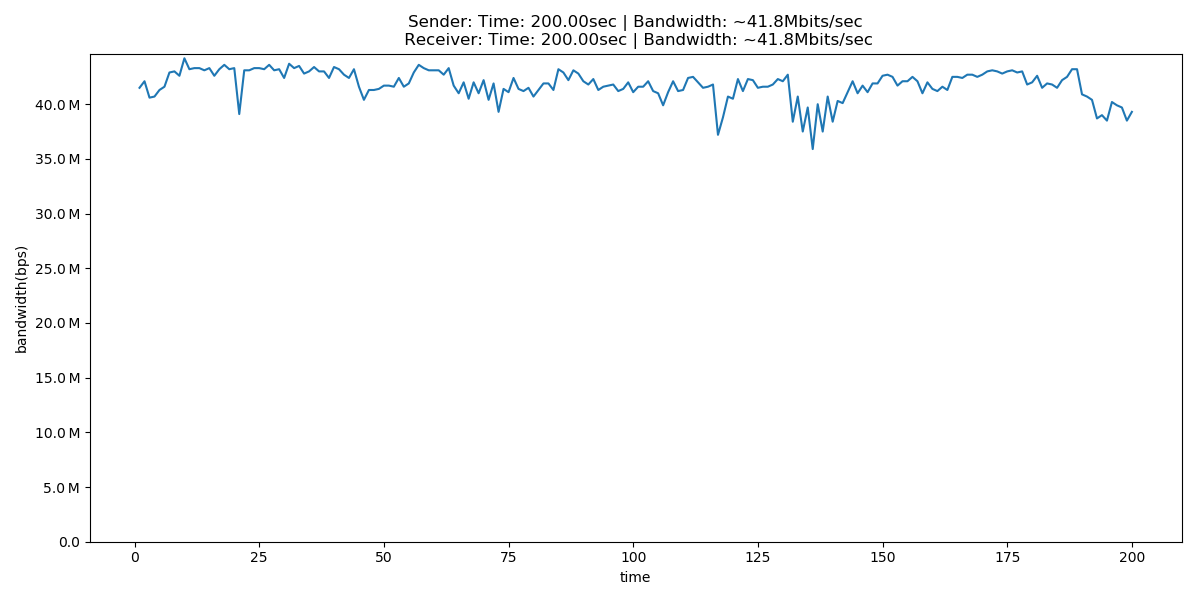 Sender: Time: 200.00sec | Bandwidth: ~41.8Mbits/sec
Receiver: Time: 200.00sec | Bandwidth: ~41.8Mbits/sec
bandwidth(bps)
40.0 M
35.0 M
30.0 M
25.0 M
20.0 M
15.0 M
10.0 M
5.0 M
0.0
0 25 50 75 100 125 150 175 200
time